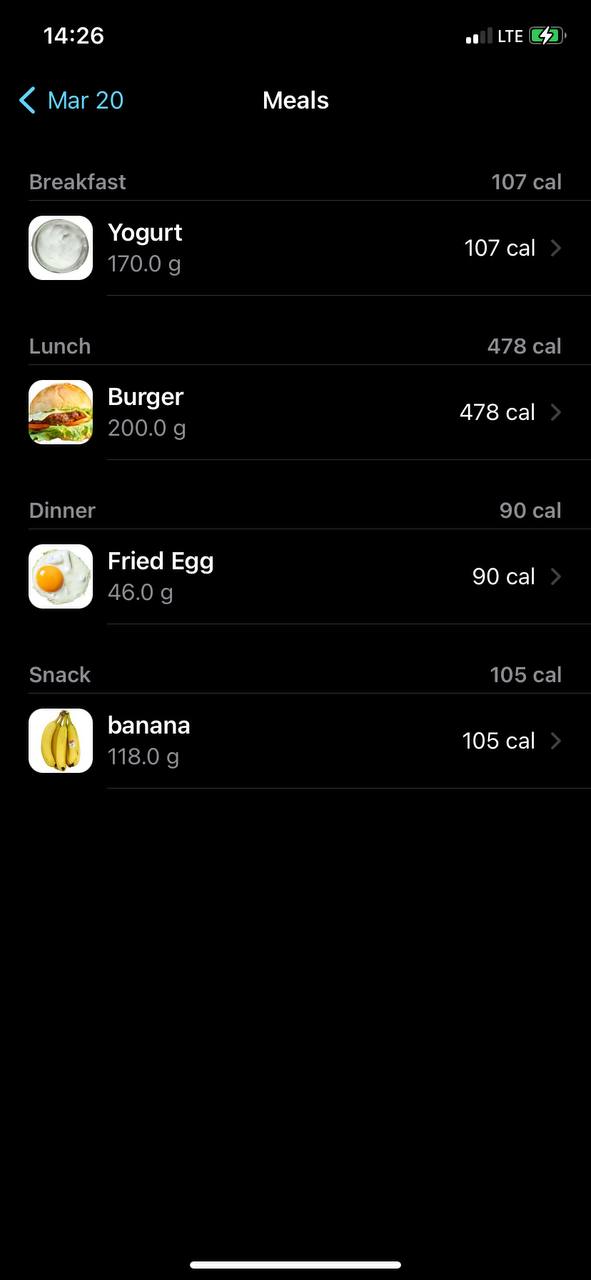 14:26 LTE
Mar 20 Meals
Breakfast 107 cal
Yogurt
170.0 g
107 cal
Lunch 478 cal
Burger
200.0 g
478 cal
Dinner 90 cal
Fried Egg
46.0 g
90 cal
Snack 105 cal
banana
118.0 g
105 cal